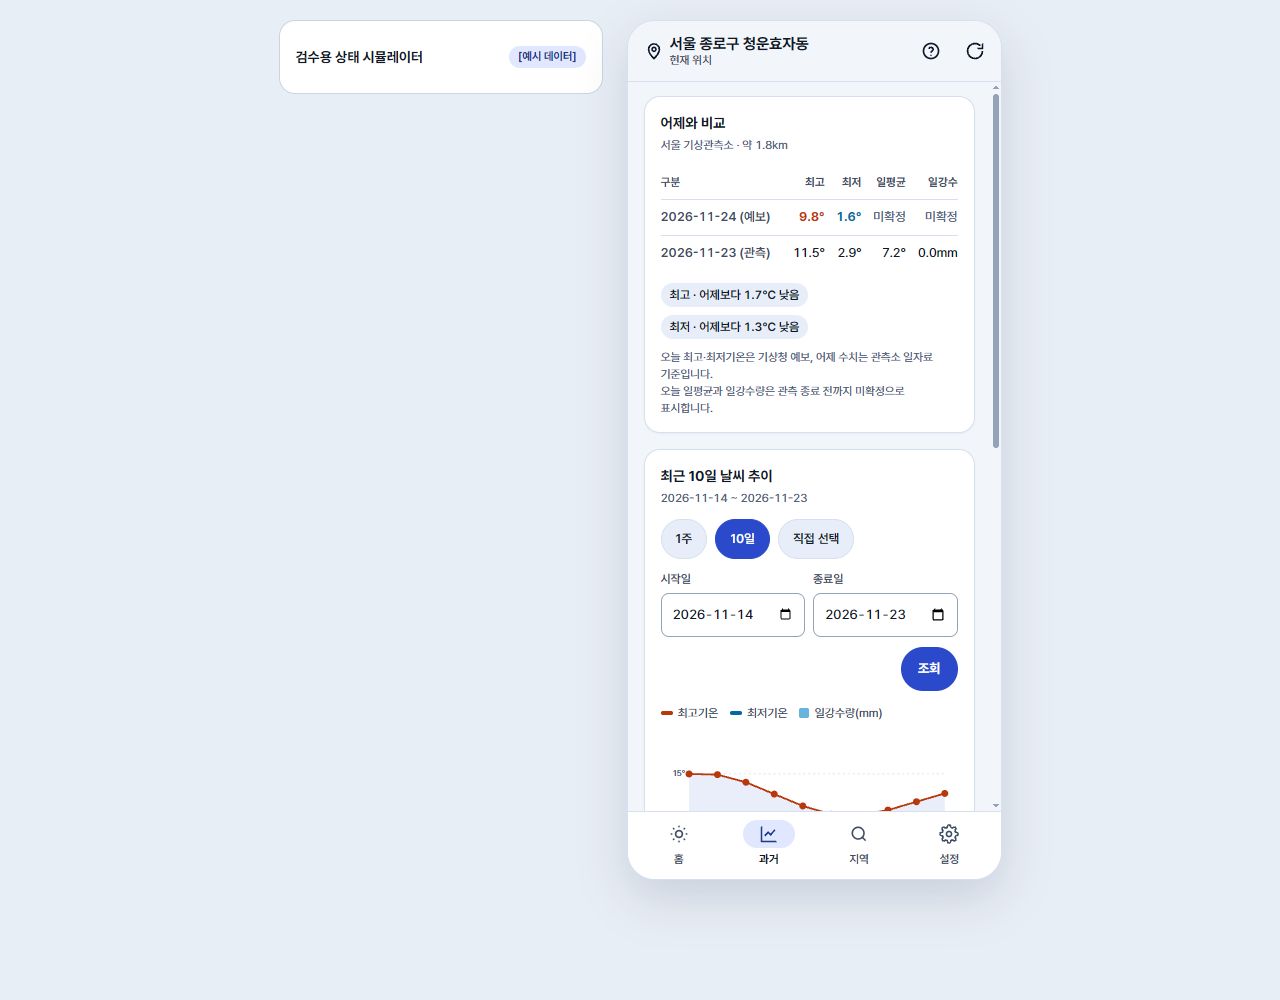 검수용 상태 시뮬레이터
[예시 데이터]
서울 종로구 청운효자동
현재 위치
어제와 비교
서울 기상관측소 · 약 1.8km
구분 최고 최저 일평균 일강수
2026-11-24 (예보) 9.8° 1.6° 미확정 미확정
2026-11-23 (관측) 11.5° 2.9° 7.2° 0.0mm
최고 · 어제보다 1.7°C 낮음
최저 · 어제보다 1.3°C 낮음
오늘 최고·최저기온은 기상청 예보, 어제 수치는 관측소 일자료
기준입니다.
오늘 일평균과 일강수량은 관측 종료 전까지 미확정으로
표시합니다.
최근 10일 날씨 추이
2026-11-14 ~ 2026-11-23
1주 10일 직접 선택
시작일 종료일
2026-11-14 2026-11-23
조회
최고기온 최저기온 일강수량(mm)
15°
홈 과거 지역 설정